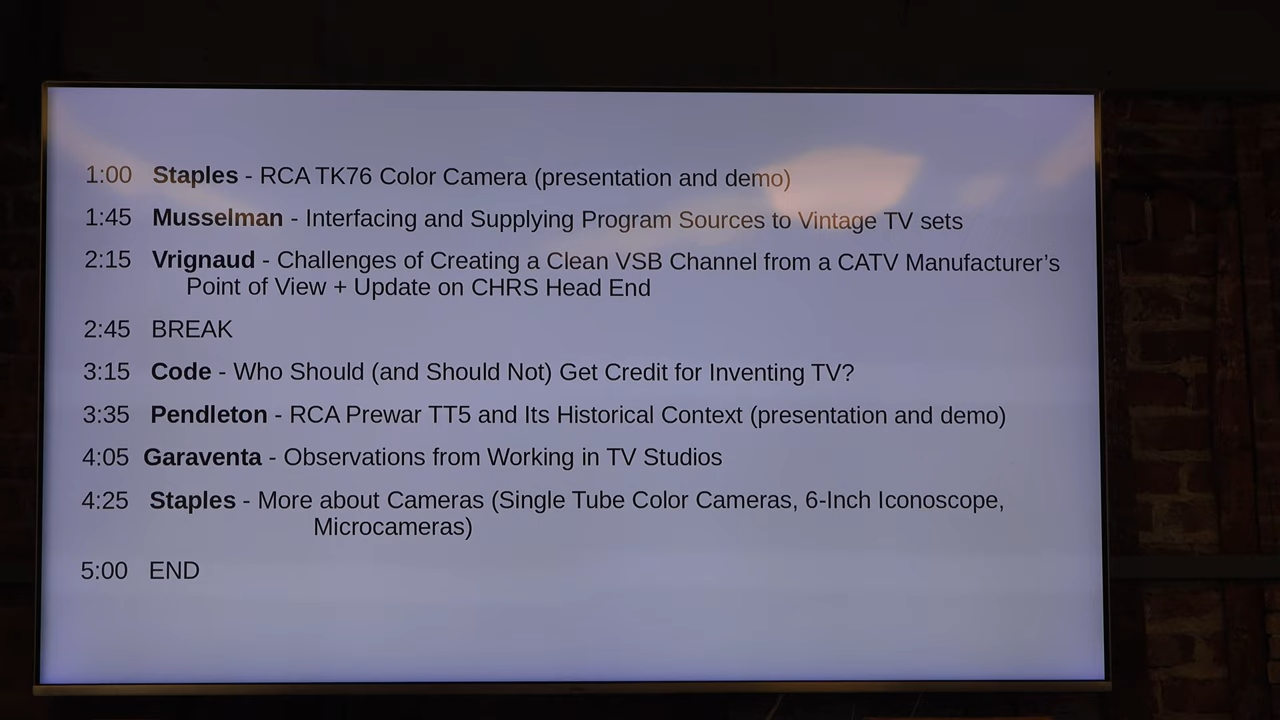 1:00 Staples - RCA TK76 Color Camera (presentation and demo)
1:45 Musselman - Interfacing and Supplying Program Sources to Vintage TV sets
2:15 Vrignaud - Challenges of Creating a Clean VSB Channel from a CATV Manufacturer's
Point of View + Update on CHRS Head End
2:45 BREAK
3:15 Code - Who Should (and Should Not) Get Credit for Inventing TV?
3:35 Pendleton - RCA Prewar TT5 and Its Historical Context (presentation and demo)
4:05 Garaventa - Observations from Working in TV Studios
4:25 Staples - More about Cameras (Single Tube Color Cameras, 6-Inch Iconoscope,
Microcameras)
5:00 END